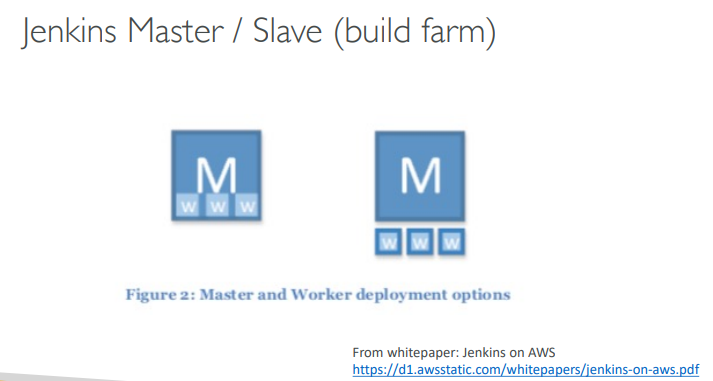 Jenkins Master / Slave (build farm)
M
W W W
M
W W W
Figure 2: Master and Worker deployment options
From whitepaper: Jenkins on AWS
https://d1.awsstatic.com/whitepapers/jenkins-on-aws.pdf